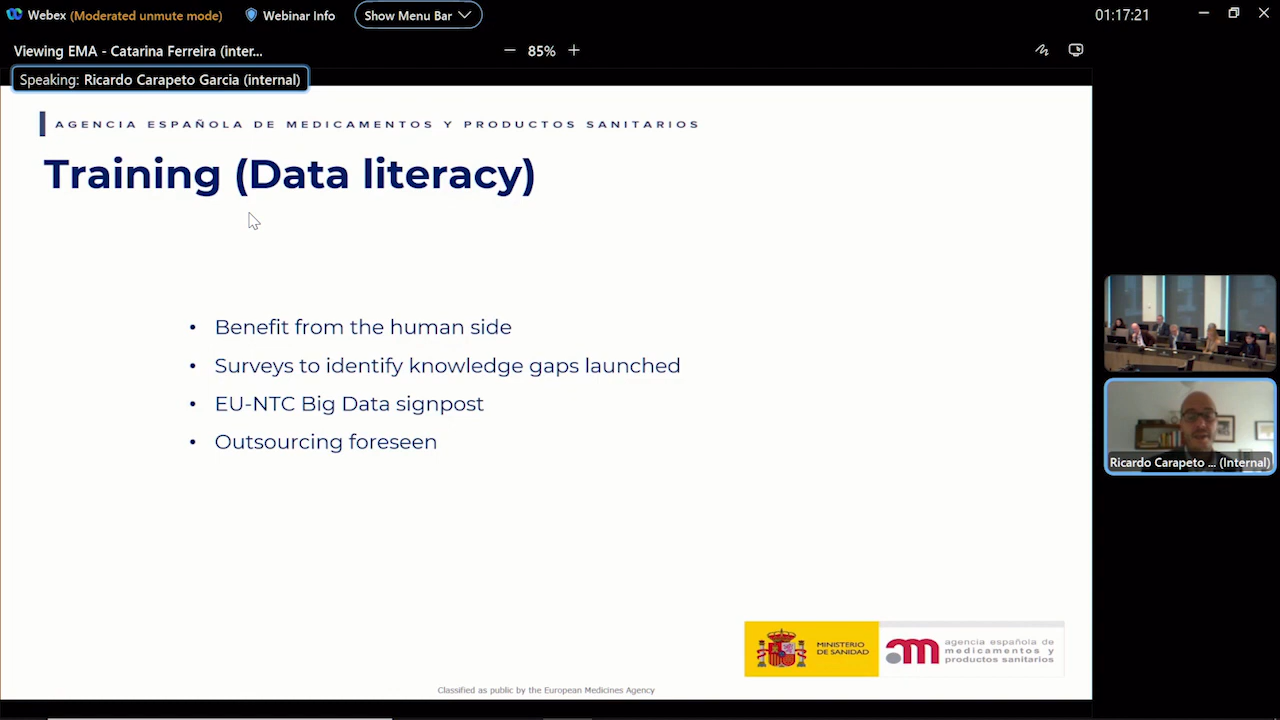 Webex (Moderated unmute mode) Webinar Info Show Menu Bar 01:17:21
Viewing EMA - Catarina Ferreira (inter... 85%
Speaking: Ricardo Carapeto Garcia (internal)
AGENCIA ESPAÑOLA DE MEDICAMENTOS Y PRODUCTOS SANITARIOS
Training (Data literacy)
• Benefit from the human side
• Surveys to identify knowledge gaps launched
• EU-NTC Big Data signpost
• Outsourcing foreseen
Ricardo Carapeto ... (Internal)
MINISTERIO
DE SANIDAD
am
agencia española de
medicamentos y
productos sanitarios
Classified as public by the European Medicines Agency